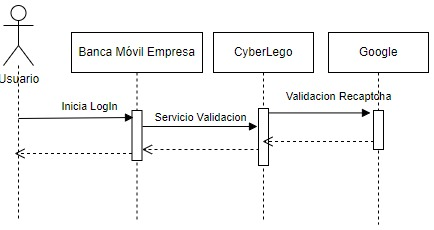 Banca Móvil Empresa
CyberLego
Google
Usuario
Validacion Recaptcha
Inicia LogIn
Servicio Validacion